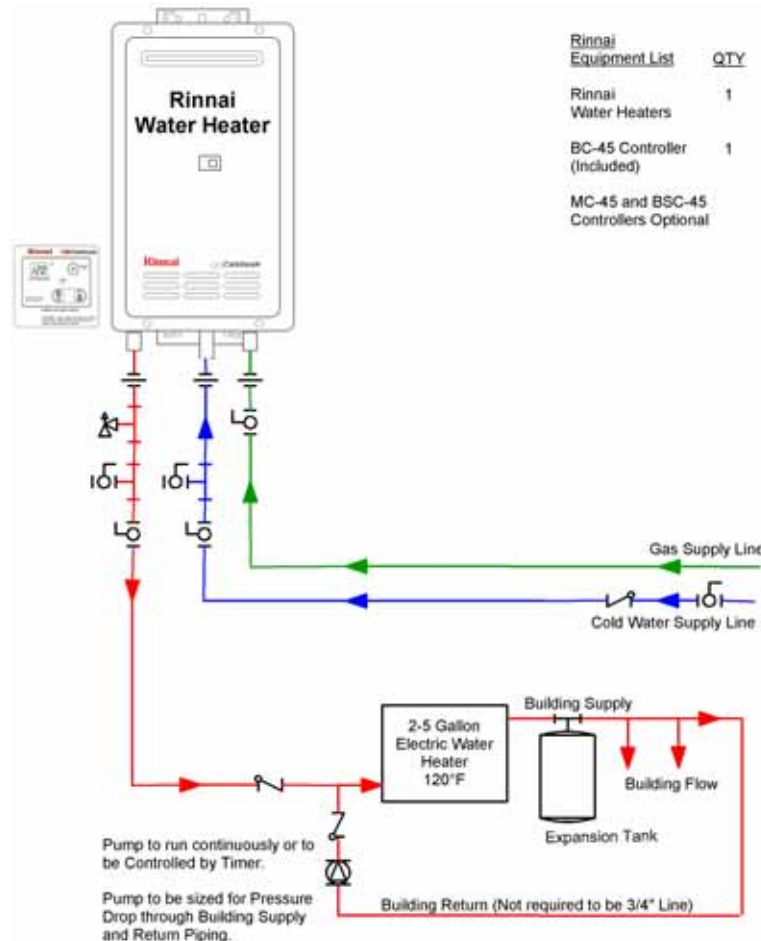 Rinnai
Equipment List QTY
Rinnai
Water Heaters 1
BC-45 Controller 1
(Included)
MC-45 and BSC-45
Controllers Optional
Rinnai
Water Heater
Rinnai
Rinnai
Gas Supply Line
Cold Water Supply Line
2-5 Gallon
Electric Water
Heater
120°F
Building Supply
Building Flow
Expansion Tank
Pump to run continuously or to
be Controlled by Timer.
Pump to be sized for Pressure
Drop through Building Supply
and Return Piping.
Building Return (Not required to be 3/4" Line)